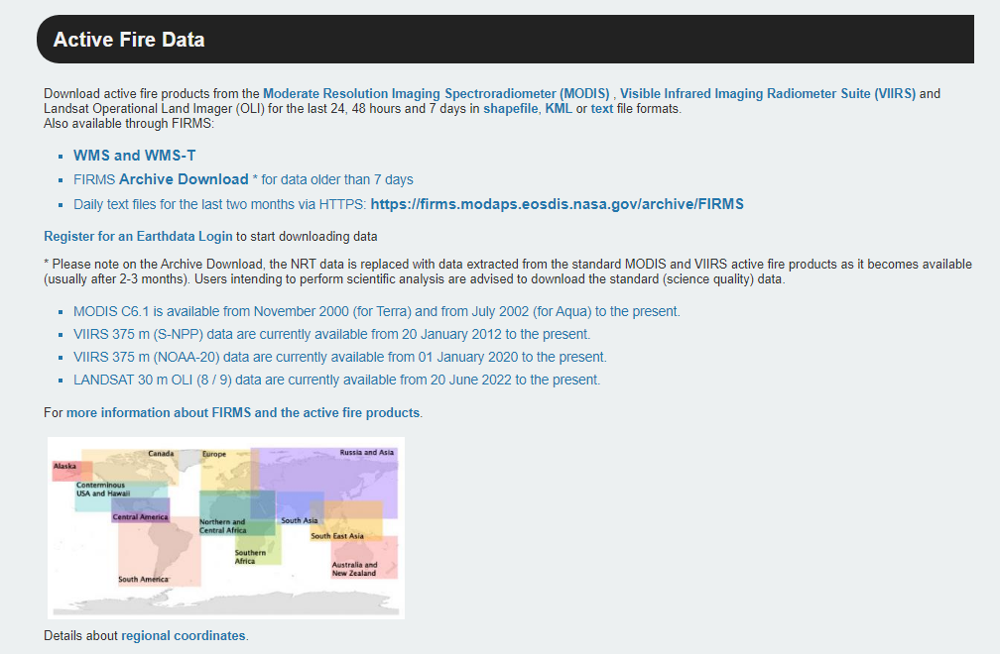 Active Fire Data
Download active fire products from the Moderate Resolution Imaging Spectroradiometer (MODIS) , Visible Infrared Imaging Radiometer Suite (VIIRS) and
Landsat Operational Land Imager (OLI) for the last 24, 48 hours and 7 days in shapefile, KML or text file formats.
Also available through FIRMS:
WMS and WMS-T
FIRMS Archive Download * for data older than 7 days
Daily text files for the last two months via HTTPS: https://firms.modaps.eosdis.nasa.gov/archive/FIRMS
Register for an Earthdata Login to start downloading data
* Please note on the Archive Download, the NRT data is replaced with data extracted from the standard MODIS and VIIRS active fire products as it becomes available
(usually after 2-3 months). Users intending to perform scientific analysis are advised to download the standard (science quality) data.
MODIS C6.1 is available from November 2000 (for Terra) and from July 2002 (for Aqua) to the present.
VIIRS 375 m (S-NPP) data are currently available from 20 January 2012 to the present.
VIIRS 375 m (NOAA-20) data are currently available from 01 January 2020 to the present.
LANDSAT 30 m OLI (8 / 9) data are currently available from 20 June 2022 to the present.
For more information about FIRMS and the active fire products.
Canada
Europe
Russia and Asia
Alaska
Conterminous
USA and Hawaii
Central America
Northern and
Central Africa
South Asia
South East Asia
Southern
Africa
Australia and
New Zealand
South America
Details about regional coordinates.